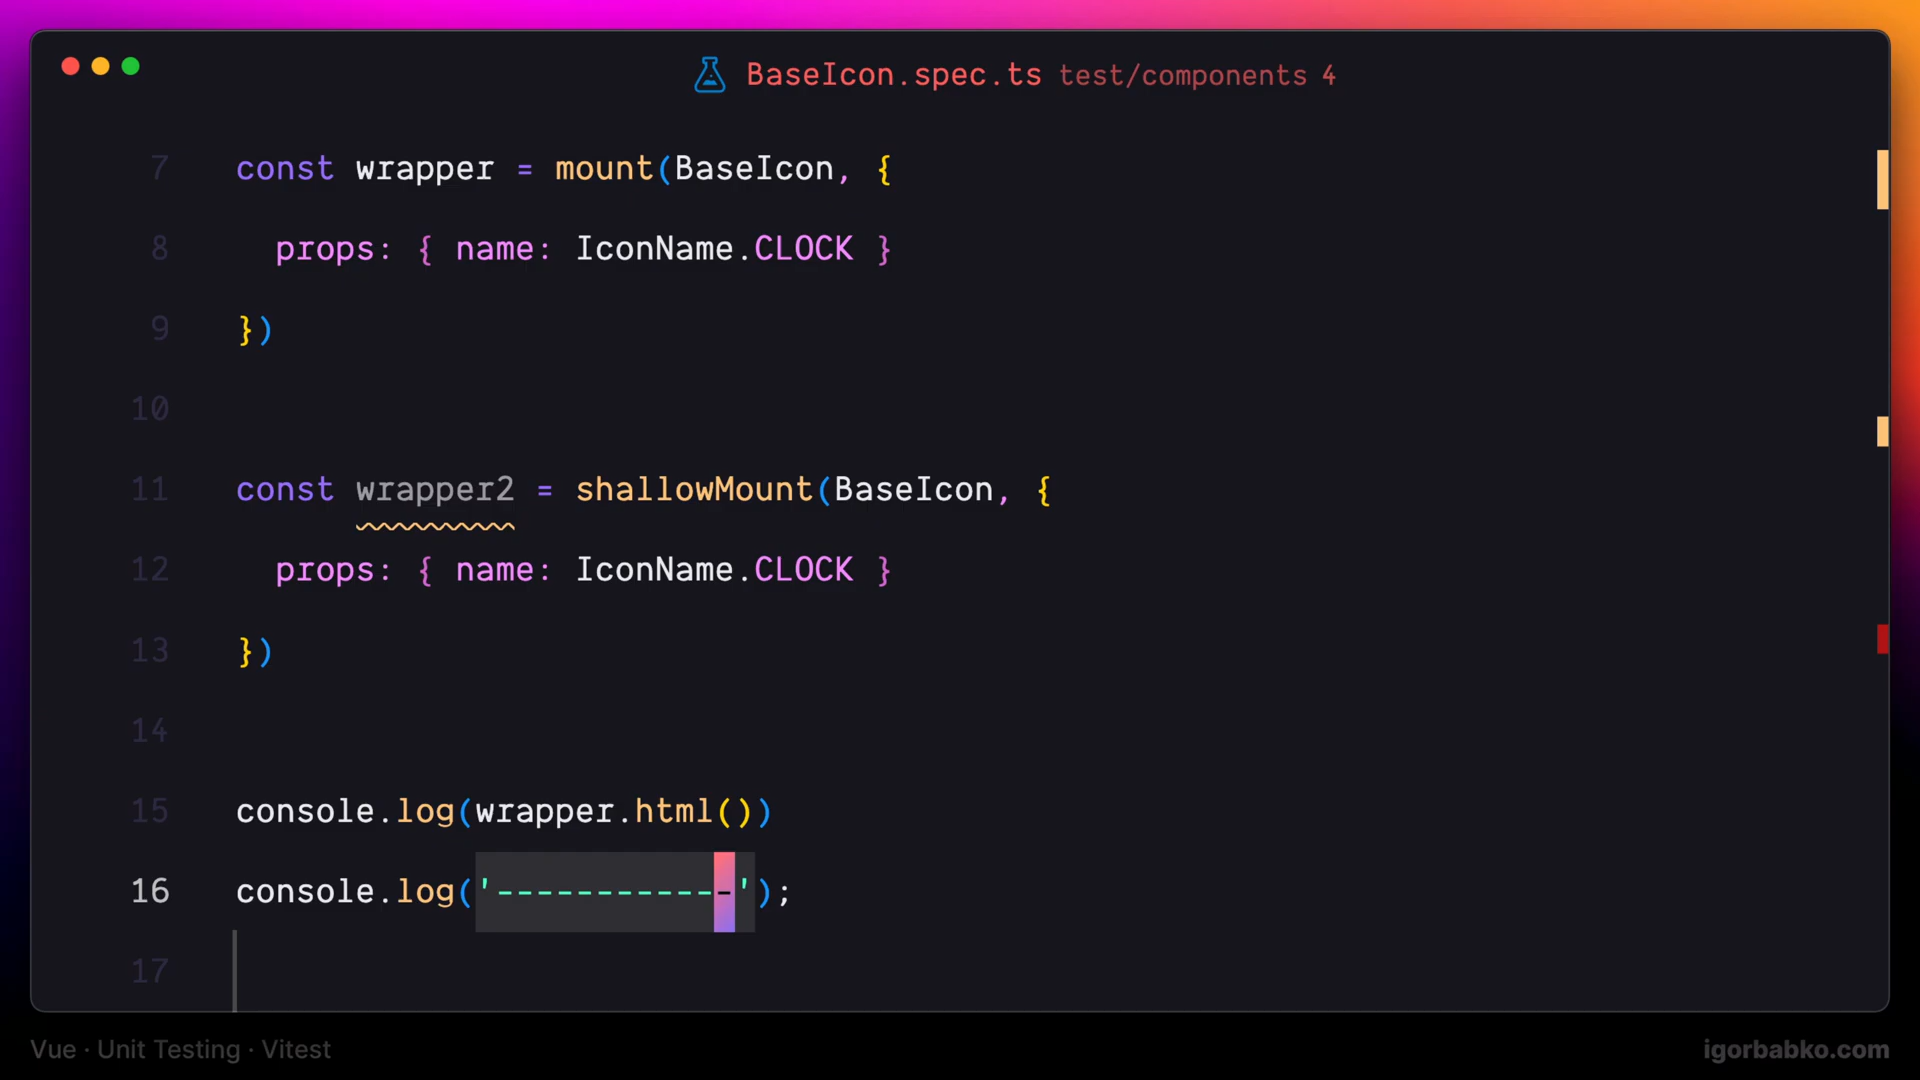 BaseIcon.spec.ts test/components 4
7 const wrapper = mount(BaseIcon, {
8 props: { name: IconName.CLOCK }
9 })
10
11 const wrapper2 = shallowMount(BaseIcon, {
12 props: { name: IconName.CLOCK }
13 })
14
15 console.log(wrapper.html())
16 console.log('------------');
17
Vue · Unit Testing · Vitest
igorbabko.com